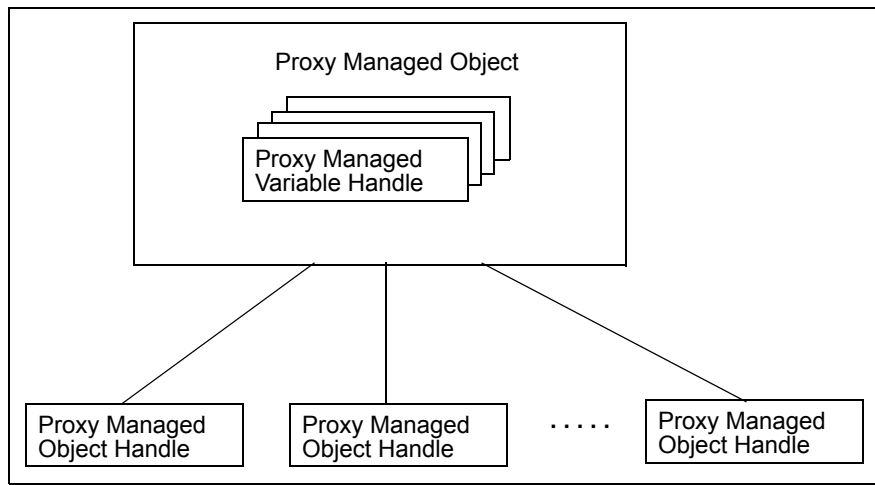 Proxy Managed Object
Proxy Managed
Variable Handle
Proxy Managed
Object Handle
Proxy Managed
Object Handle
. . . . .
Proxy Managed
Object Handle